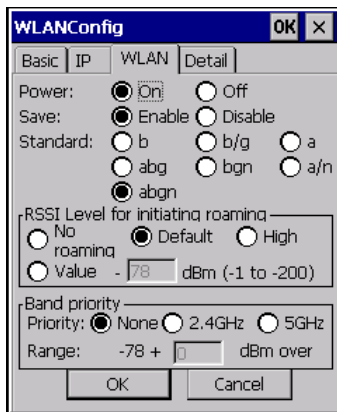 WLANConfig OK ×
Basic IP WLAN Detail
Power: On Off
Save: Enable Disable
Standard: b b/g a
abg bgn a/n
abgn
RSSI Level for initiating roaming
No roaming Default High
Value - 78 dBm (-1 to -200)
Band priority
Priority: None 2.4GHz 5GHz
Range: -78 + 0 dBm over
OK Cancel